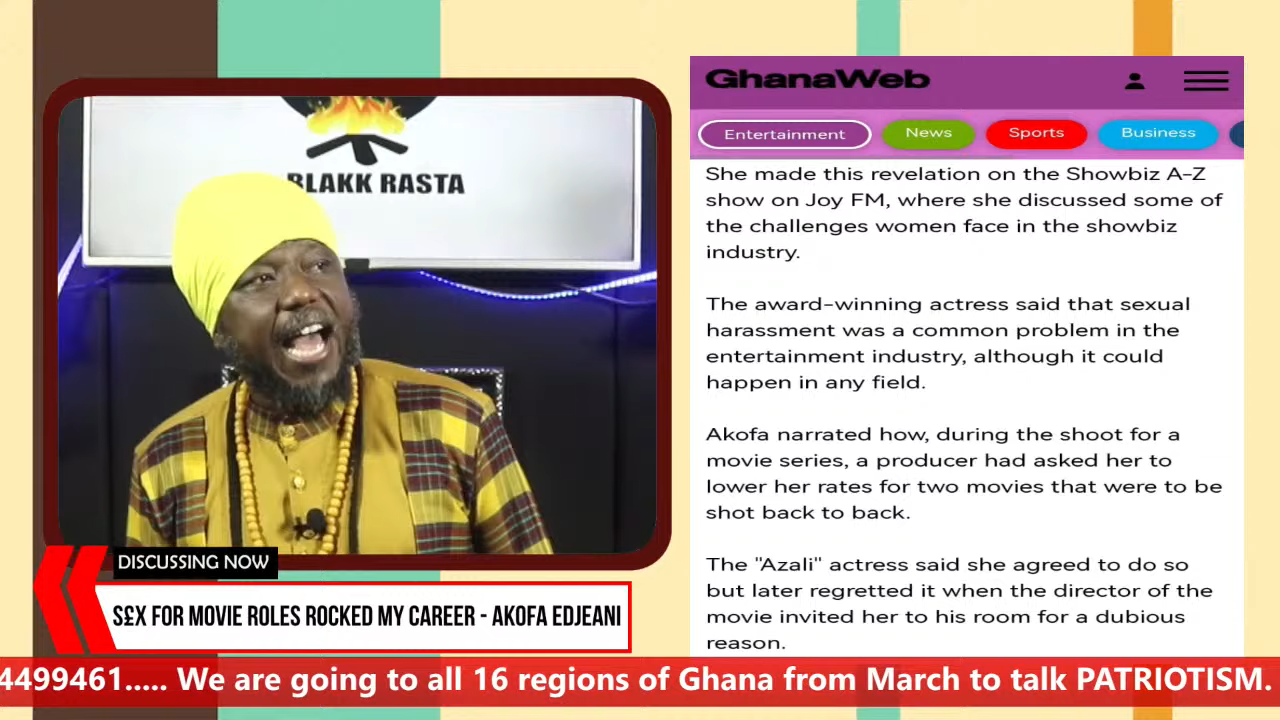 BLAKK RASTA
DISCUSSING NOW
S£X FOR MOVIE ROLES ROCKED MY CAREER - AKOFA EDJEANI
GhanaWeb
Entertainment
News
Sports
Business
She made this revelation on the Showbiz A-Z
show on Joy FM, where she discussed some of
the challenges women face in the showbiz
industry.
The award-winning actress said that sexual
harassment was a common problem in the
entertainment industry, although it could
happen in any field.
Akofa narrated how, during the shoot for a
movie series, a producer had asked her to
lower her rates for two movies that were to be
shot back to back.
The "Azali" actress said she agreed to do so
but later regretted it when the director of the
movie invited her to his room for a dubious
reason.
4499461..... We are going to all 16 regions of Ghana from March to talk PATRIOTISM.